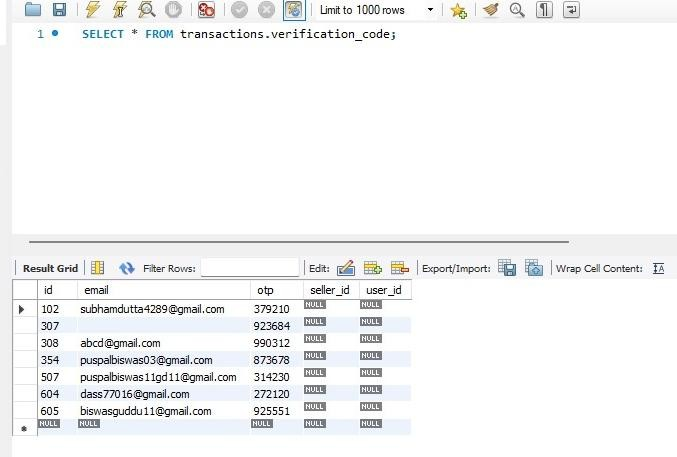 Limit to 1000 rows
1 SELECT * FROM transactions.verification_code;
Result Grid Filter Rows: Edit: Export/Import: Wrap Cell Content: IA
id email otp seller_id user_id
102 subhamdutta4289@gmail.com 379210 NULL NULL
307 923684 NULL NULL
308 abcd@gmail.com 990312 NULL NULL
354 puspalbiswas03@gmail.com 873678 NULL NULL
507 puspalbiswas11gd11@gmail.com 314230 NULL NULL
604 dass77016@gmail.com 272120 NULL NULL
605 biswasguddu11@gmail.com 925551 NULL NULL
NULL NULL NULL NULL NULL